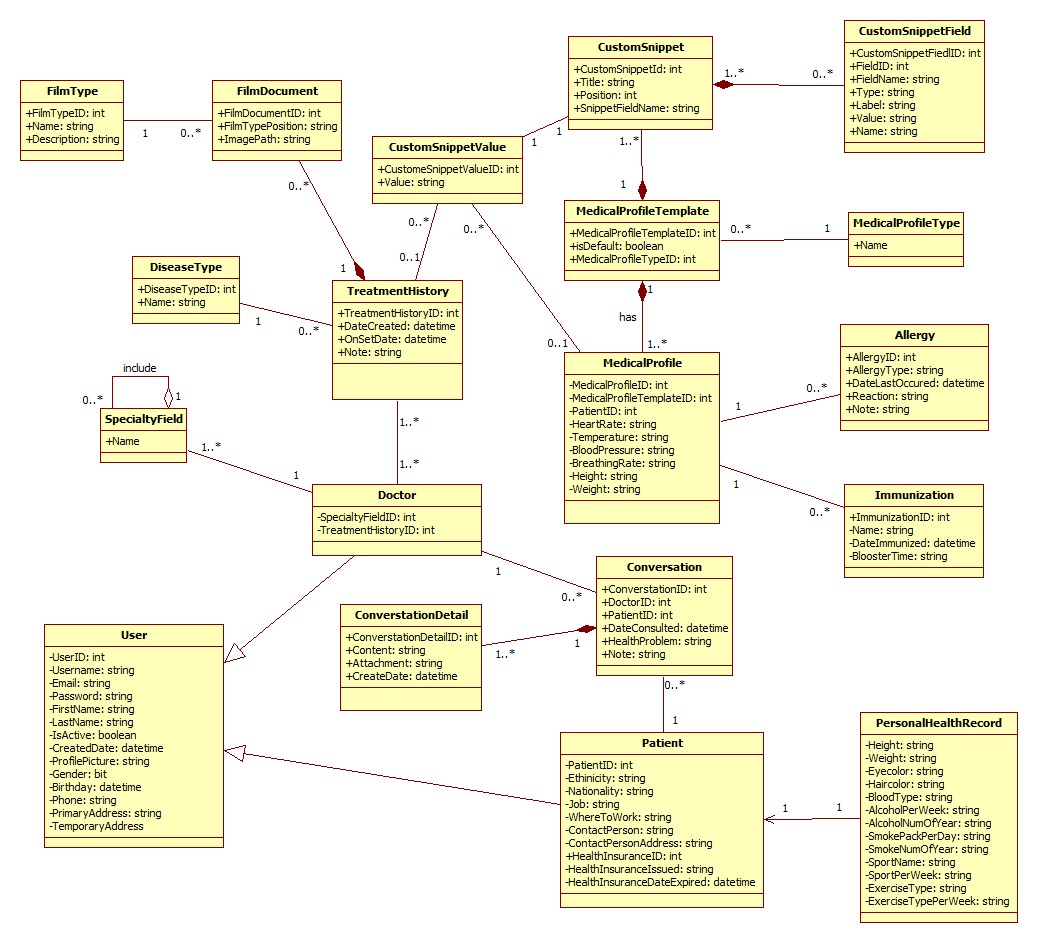 CustomSnippet
+CustomSnippetId: int
+Title: string
+Position: int
+SnippetFieldName: string
1..*
0..*
CustomSnippetField
+CustomSnippetFiedlID: int
+FieldID: int
+FieldName: string
+Type: string
+Label: string
+Value: string
+Name: string
FilmType
+FilmTypeID: int
+Name: string
+Description: string
1
0..*
FilmDocument
+FilmDocumentID: int
+FilmTypePosition: string
+ImagePath: string
0..*
1
CustomSnippetValue
+CustomeSnippetValueID: int
+Value: string
1
1
0..*
0..1
0..*
0..1
1..*
1
MedicalProfileTemplate
+MedicalProfileTemplateID: int
+isDefault: boolean
+MedicalProfileTypeID: int
0..*
1
MedicalProfileType
+Name
1
has
1..*
DiseaseType
+DiseaseTypeID: int
+Name: string
1
0..*
TreatmentHistory
+TreatmentHistoryID: int
+DateCreated: datetime
+OnSetDate: datetime
+Note: string
1..*
1..*
MedicalProfile
-MedicalProfileID: int
-MedicalProfileTemplateID: int
-PatientID: int
-HeartRate: string
-Temperature: string
-BloodPressure: string
-BreathingRate: string
-Height: string
-Weight: string
1
0..*
Allergy
+AllergyID: int
+AllergyType: string
+DateLastOccured: datetime
+Reaction: string
+Note: string
1
0..*
Immunization
+ImmunizationID: int
-Name: string
-DateImmunized: datetime
-BloosterTime: string
include
0..*
1
SpecialtyField
+Name
1..*
1
Doctor
-SpecialtyFieldID: int
-TreatmentHistoryID: int
1
0..*
Conversation
+ConverstationID: int
+DoctorID: int
+PatientID: int
+DateConsulted: datetime
+HealthProblem: string
+Note: string
ConverstationDetail
+ConverstationDetailID: int
+Content: string
+Attachment: string
+CreateDate: datetime
1
1..*
0..*
1
User
-UserID: int
-Username: string
-Email: string
-Password: string
-FirstName: string
-LastName: string
-IsActive: boolean
-CreatedDate: datetime
-ProfilePicture: string
-Gender: bit
-Birthday: datetime
-Phone: string
-PrimaryAddress: string
-TemporaryAddress
Patient
-PatientID: int
-Ethinicity: string
-Nationality: string
-Job: string
-WhereToWork: string
-ContactPerson: string
-ContactPersonAddress: string
+HealthInsuranceID: int
-HealthInsuranceIssued: string
-HealthInsuranceDateExpired: datetime
1
1
PersonalHealthRecord
-Height: string
-Weight: string
-Eyecolor: string
-Haircolor: string
-BloodType: string
-AlcoholPerWeek: string
-AlcoholNumOfYear: string
-SmokePackPerDay: string
-SmokeNumOfYear: string
-SportName: string
-SportPerWeek: string
-ExerciseType: string
-ExerciseTypePerWeek: string